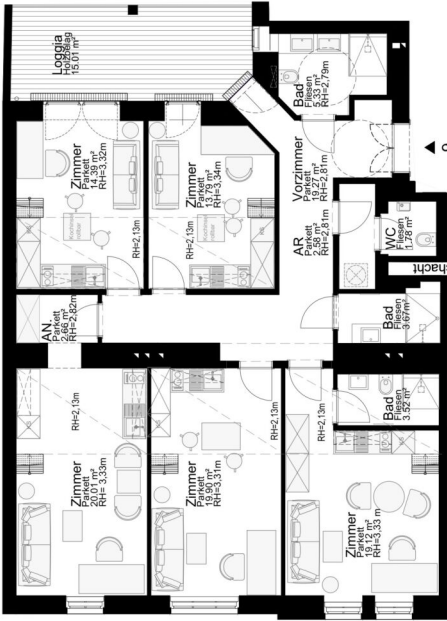 Loggia
Holzbelag
15.01 m²
Bad
Fliesen
5.33 m²
RH=2,79m
Zimmer
Parkett
14.39 m²
RH=3,32m
Zimmer
Parkett
13.79 m²
RH=3,34m
Vorzimmer
Parkett
19.27 m²
RH=2,81m
RH=2,13m
RH=2,13m
AR
Parkett
2.58 m²
RH=2,81m
WC
Fliesen
1.78 m²
AN.
Parkett
2.66 m²
RH=2,82m
Bad
Fliesen
3.67m²
Bad
Fliesen
3.52 m²
RH=2,13m
RH=2,13m
RH=2,13m
Zimmer
Parkett
20.01 m²
RH= 3,33m
Zimmer
Parkett
19.90 m²
RH=3,31m
Zimmer
Parkett
19.12 m²
RH=3,33 m